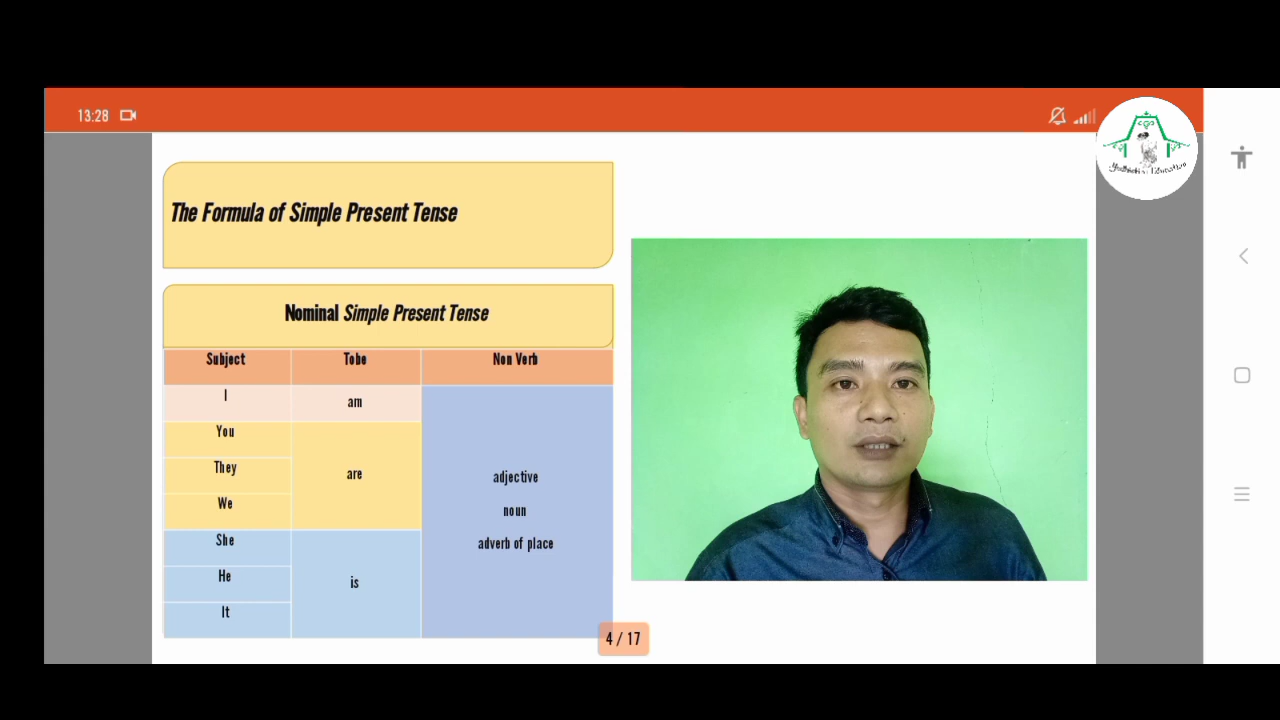 13:28
The Formula of Simple Present Tense
Nominal Simple Present Tense
Subject Tobe Non Verb
I am
You
They are
We
adjective
noun
adverb of place
She
He is
It
4 / 17